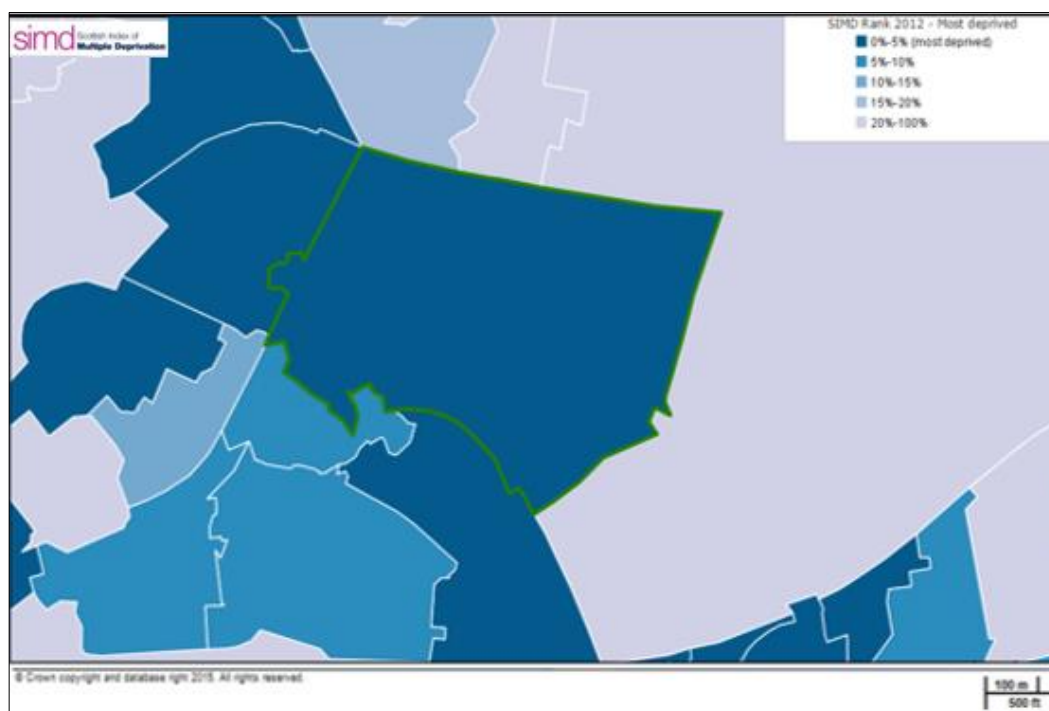 simd Scottish Index of
Multiple Deprivation
SIMD Rank 2012 - Most deprived
0%-5% (most deprived)
5%-10%
10%-15%
15%-20%
20%-100%
© Crown copyright and database right 2015. All rights reserved.
100 m
500 ft